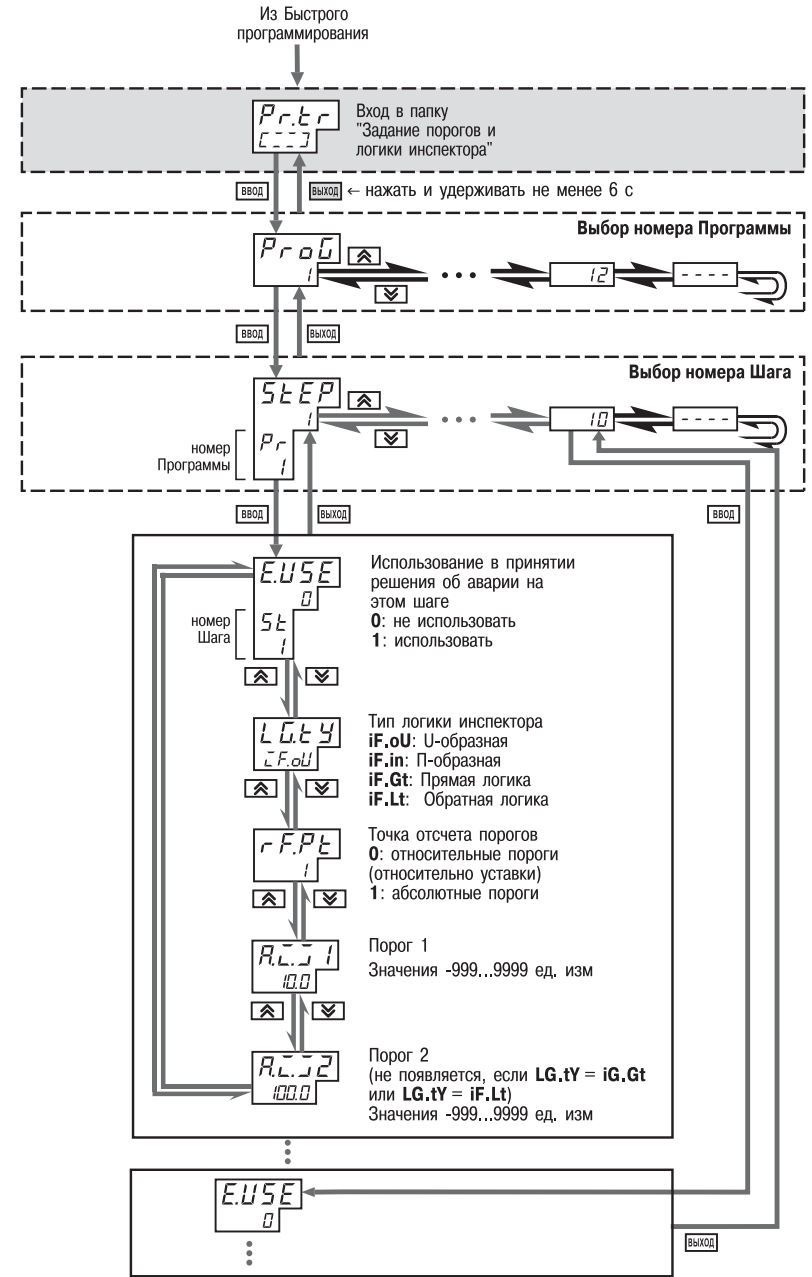 Из Быстрого
программирования
Pr.tr
[---]
Вход в папку
"Задание порогов и
логики инспектора"
ВВОД
ВЫХОД
← нажать и удерживать не менее 6 с
Выбор номера Программы
ProG
1
• • •
12
- - - -
ВВОД
ВЫХОД
Выбор номера Шага
StEP
1
• • •
10
- - - -
номер
Программы
Pr
1
ВВОД
ВЫХОД
ВВОД
E.USE
0
Использование в принятии
решения об аварии на
этом шаге
0: не использовать
1: использовать
номер
Шага
St
1
LG.tY
iF.oU
Тип логики инспектора
iF.oU: U-образная
iF.in: П-образная
iF.Gt: Прямая логика
iF.Lt: Обратная логика
rF.Pt
1
Точка отсчета порогов
0: относительные пороги
(относительно уставки)
1: абсолютные пороги
10.0
Порог 1
Значения -999...9999 ед. изм
100.0
Порог 2
(не появляется, если LG.tY = iG.Gt
или LG.tY = iF.Lt)
Значения -999...9999 ед. изм
E.USE
0
ВЫХОД